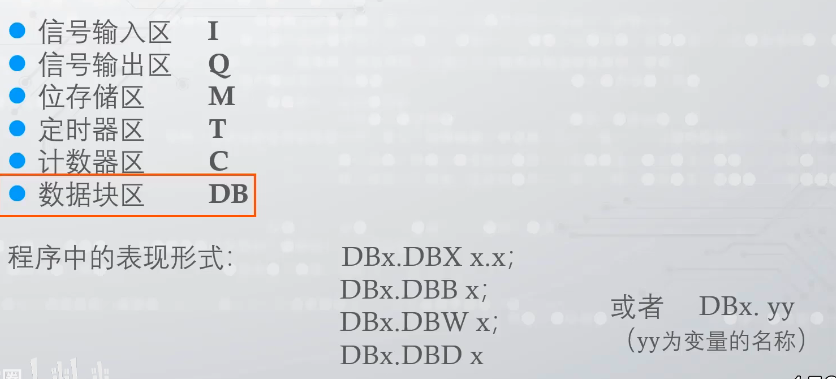 信号输入区 I
信号输出区 Q
位存储区 M
定时器区 T
计数器区 C
数据块区 DB
程序中的表现形式: DBx.DBX x.x;
DBx.DBB x;
DBx.DBW x; 或者 DBx. yy
DBx.DBD x (yy为变量的名称)